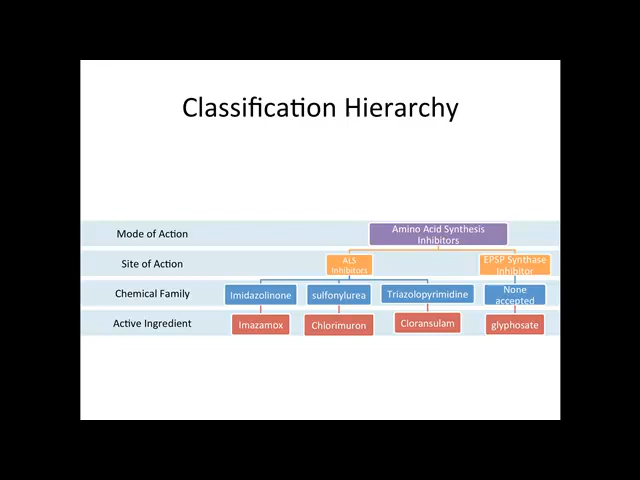 Classification Hierarchy
Mode of Action
Amino Acid Synthesis
Inhibitors
Site of Action
ALS
Inhibitors
EPSP Synthase
Inhibitor
Chemical Family
Imidazolinone
sulfonylurea
Triazolopyrimidine
None
accepted
Active Ingredient
Imazamox
Chlorimuron
Cloransulam
glyphosate